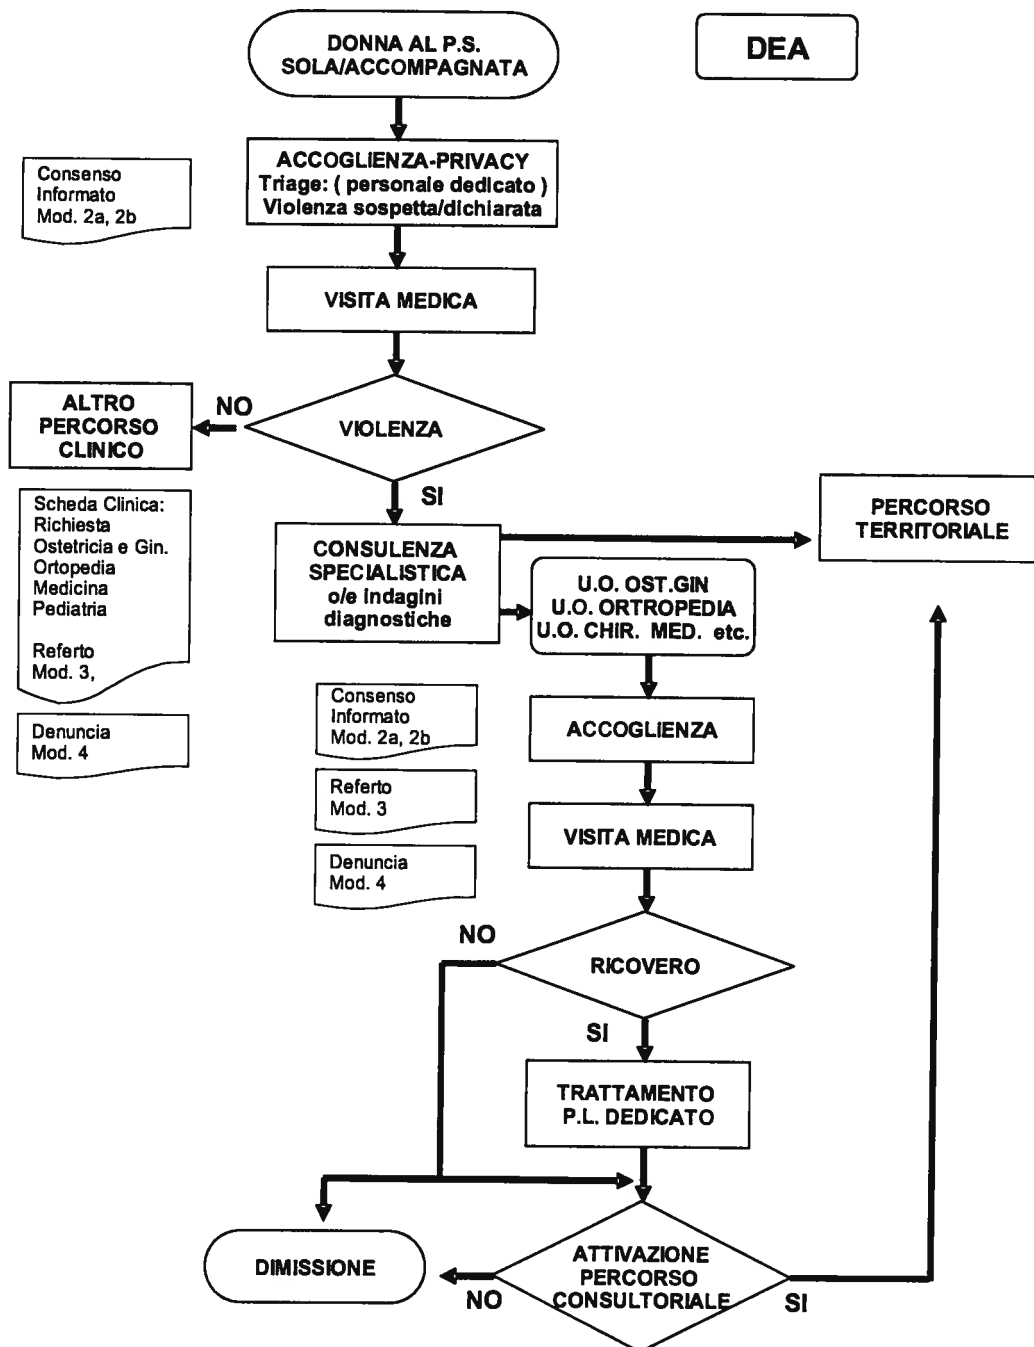 DONNA AL P.S.
SOLA/ACCOMPAGNATA
DEA
ACCOGLIENZA-PRIVACY
Triage: ( personale dedicato )
Violenza sospetta/dichiarata
Consenso
Informato
Mod. 2a, 2b
VISITA MEDICA
VIOLENZA
NO
ALTRO
PERCORSO
CLINICO
SI
Scheda Clinica:
Richiesta
Ostetricia e Gin.
Ortopedia
Medicina
Pediatria
Referto
Mod. 3,
Denuncia
Mod. 4
CONSULENZA
SPECIALISTICA
o/e indagini
diagnostiche
PERCORSO
TERRITORIALE
U.O. OST.GIN
U.O. ORTROPEDIA
U.O. CHIR. MED. etc.
Consenso
Informato
Mod. 2a, 2b
Referto
Mod. 3
Denuncia
Mod. 4
ACCOGLIENZA
VISITA MEDICA
NO
RICOVERO
SI
TRATTAMENTO
P.L. DEDICATO
DIMISSIONE
NO
ATTIVAZIONE
PERCORSO
CONSULTORIALE
SI